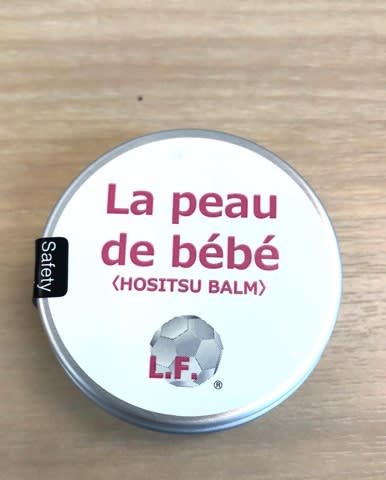 La peau
de bébé
〈HOSITSU BALM〉
Safety
L.F.
®